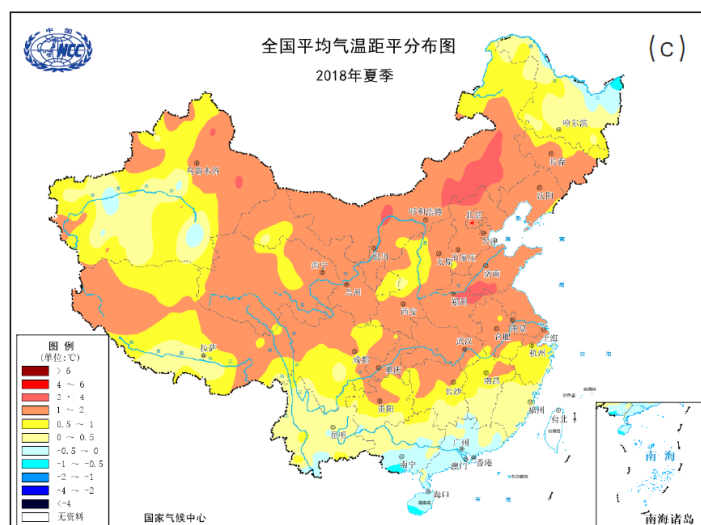 中国
NCC
全国平均气温距平分布图
2018年夏季
(c)
哈尔滨
长春
乌鲁木齐
沈阳
呼和浩特
北京
天津
银川
太原
石家庄
渤
海
黄
海
西宁
济南
兰州
郑州
西安
南京
合肥
上海
拉萨
成都
武汉
杭州
重庆
南昌
长沙
贵阳
福州
台北
昆明
广州
南宁
澳门
香港
海口
图 例
(单位:℃)
> 6
4 ~ 6
2 ~ 4
1 ~ 2
0.5 ~ 1
0 ~ 0.5
-0.5 ~ 0
-1 ~ -0.5
-2 ~ -1
-4 ~ -2
<-4
无资料
国家气候中心
南 海
南海诸岛